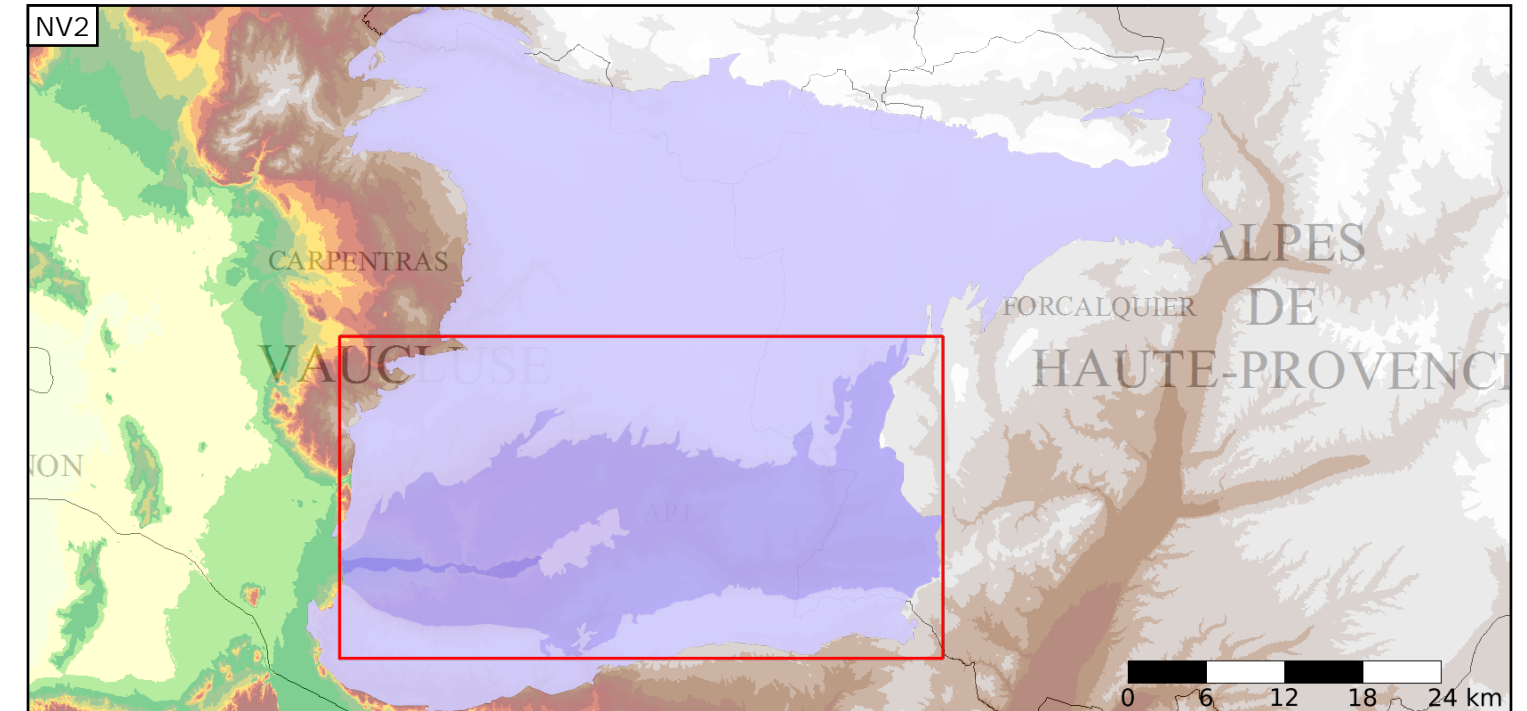 NV2
CARPENTRAS
VAUCLUSE
ALPES
DE
HAUTE-PROVENC
FORCALQUIER
NON
APT
0 6 12 18 24 km